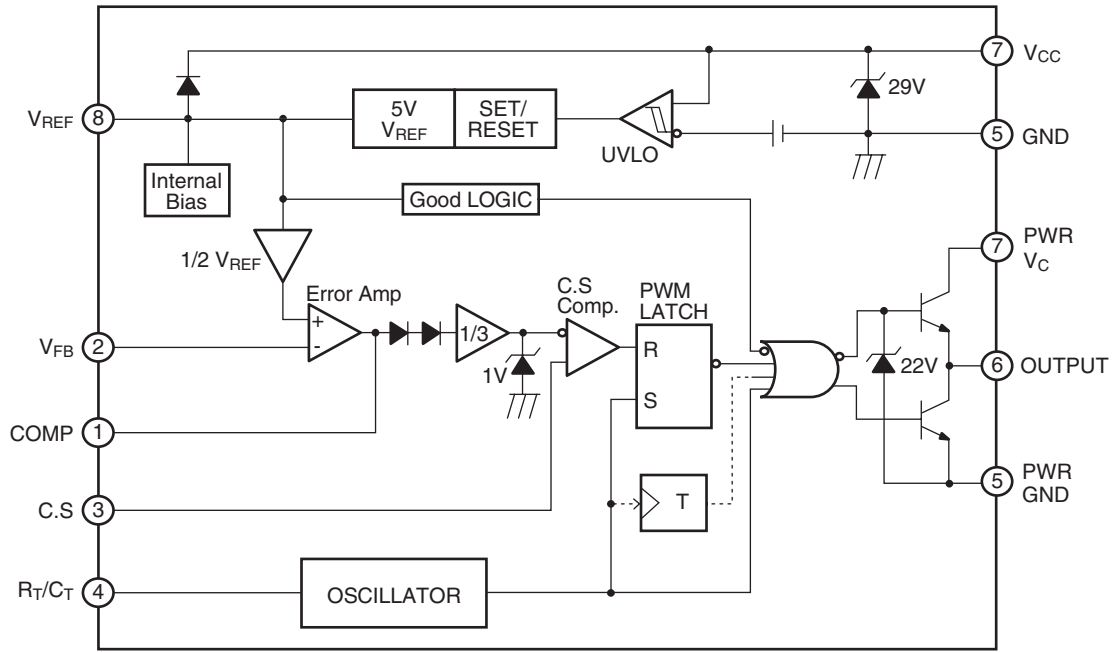 7
VCC
29V
8
VREF
5V
VREF
SET/
RESET
UVLO
5
GND
Internal
Bias
Good LOGIC
7
PWR
VC
1/2 VREF
Error Amp
C.S
Comp.
PWM
LATCH
+
-
1/3
1V
R
S
22V
2
VFB
6
OUTPUT
1
COMP
3
C.S
T
5
PWR
GND
4
RT/CT
OSCILLATOR